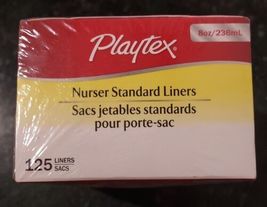 Playtex®
8oz/236mL
Nurser Standard Liners
Sacs jetables standards
pour porte-sac
125 LINERS
SACS